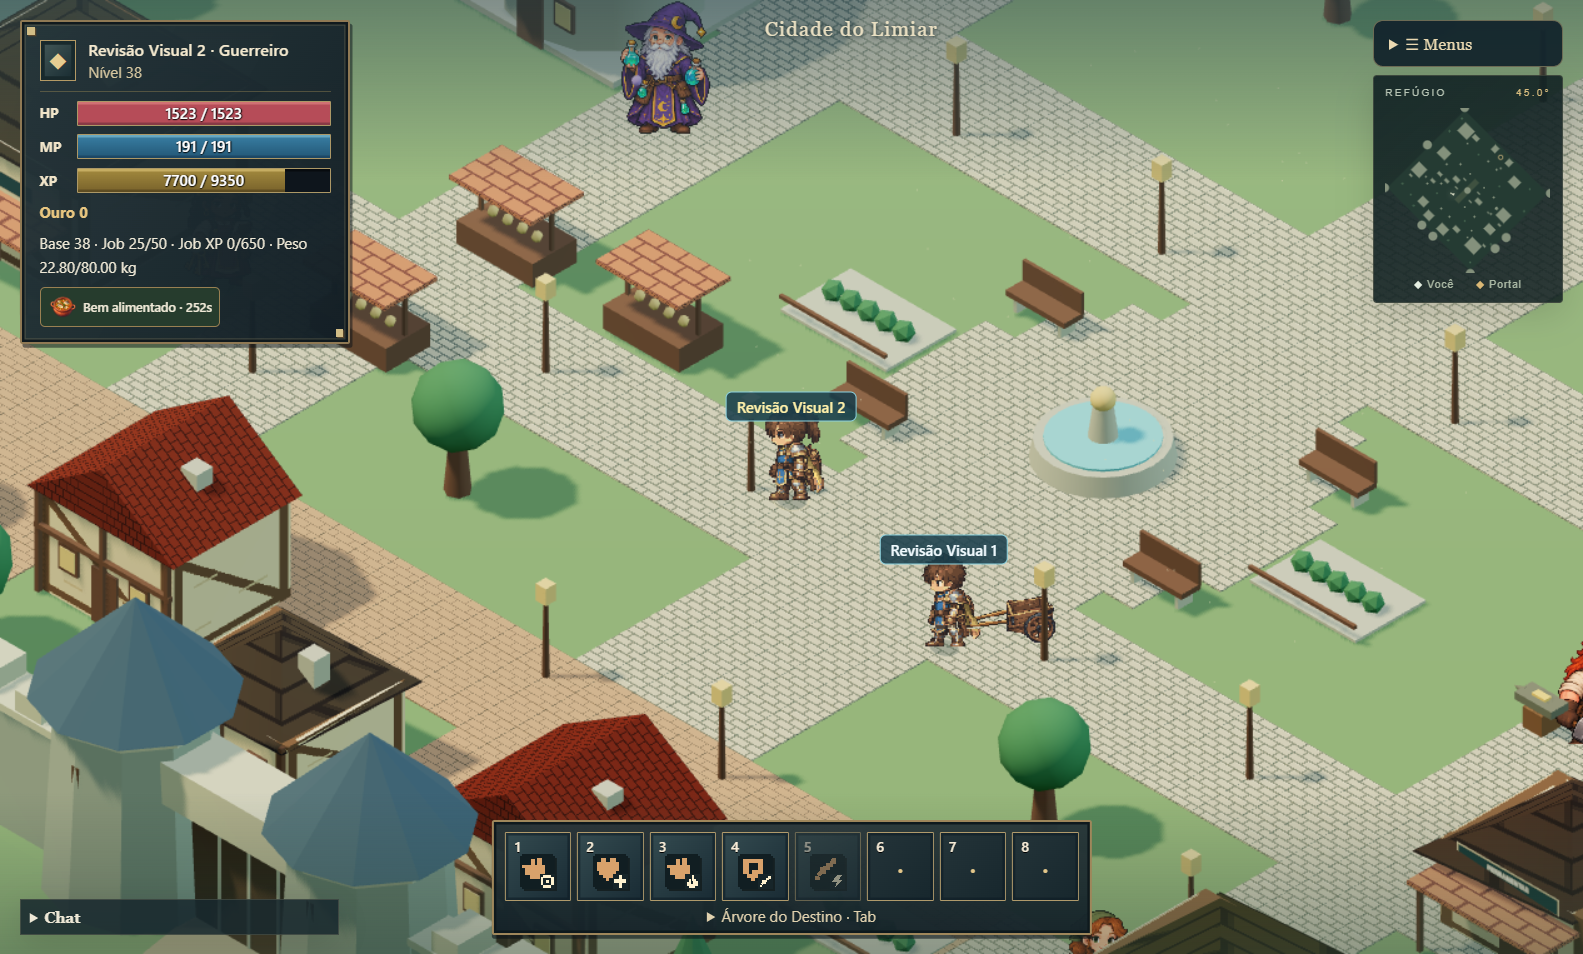 Revisão Visual 2 · Guerreiro
Nível 38
HP 1523 / 1523
MP 191 / 191
XP 7700 / 9350
Ouro 0
Base 38 · Job 25/50 · Job XP 0/650 · Peso
22.80/80.00 kg
Bem alimentado · 252s
Cidade do Limiar
▶ ☰ Menus
REFÚGIO 45.0°
◆ Você ◆ Portal
Revisão Visual 2
Revisão Visual 1
1 2 3 4 5 6 7 8
▶ Árvore do Destino · Tab
▶ Chat